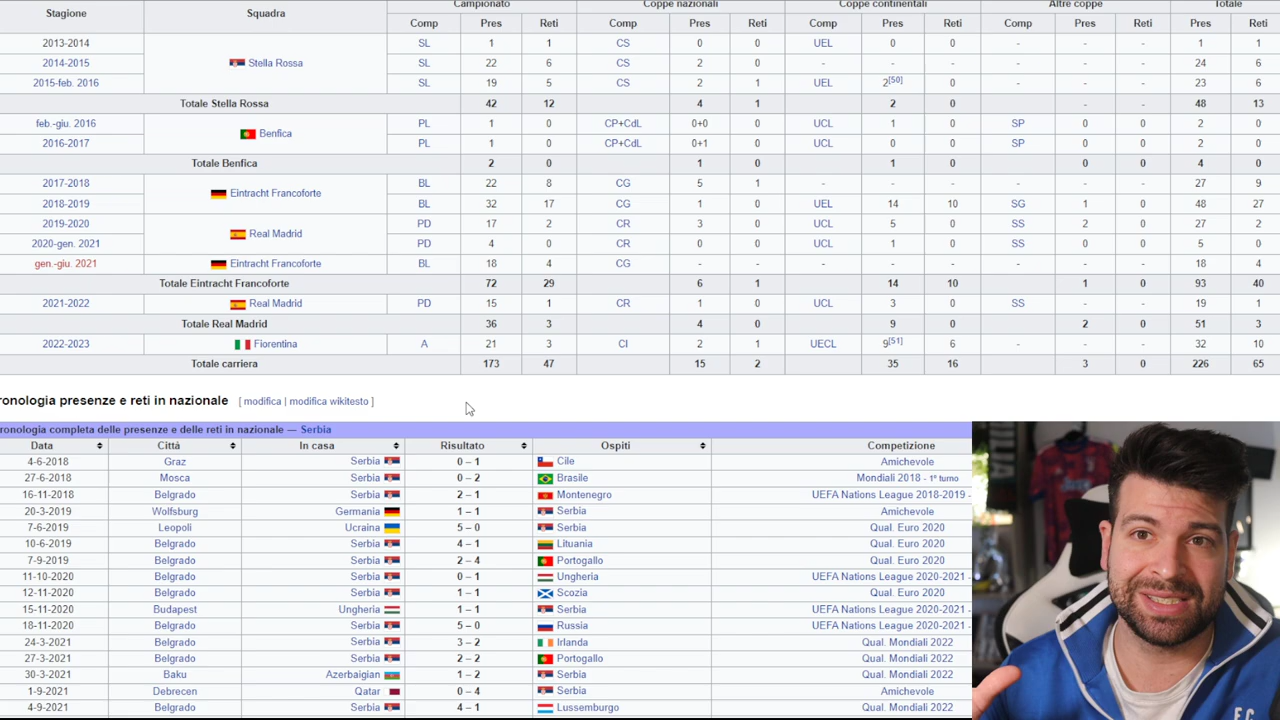 Stagione Squadra Campionato Coppe nazionali Coppe continentali Altre coppe Totale
Comp Pres Reti Comp Pres Reti Comp Pres Reti Comp Pres Reti Pres Reti
2013-2014 Stella Rossa SL 1 1 CS 0 0 UEL 0 0 - - - 1 1
2014-2015 SL 22 6 CS 2 0 - - - - - - 24 6
2015-feb. 2016 SL 19 5 CS 2 1 UEL 2[50] 0 - - - 23 6
Totale Stella Rossa 42 12 4 1 2 0 - - 48 13
feb.-giu. 2016 Benfica PL 1 0 CP+CdL 0+0 0 UCL 1 0 SP 0 0 2 0
2016-2017 PL 1 0 CP+CdL 0+1 0 UCL 0 0 SP 0 0 2 0
Totale Benfica 2 0 1 0 1 0 0 0 4 0
2017-2018 Eintracht Francoforte BL 22 8 CG 5 1 - - - - - - 27 9
2018-2019 BL 32 17 CG 1 0 UEL 14 10 SG 1 0 48 27
2019-2020 Real Madrid PD 17 2 CR 3 0 UCL 5 0 SS 2 0 27 2
2020-gen. 2021 PD 4 0 CR 0 0 UCL 1 0 SS 0 0 5 0
gen.-giu. 2021 Eintracht Francoforte BL 18 4 CG - - - - - - - - 18 4
Totale Eintracht Francoforte 72 29 6 1 14 10 1 0 93 40
2021-2022 Real Madrid PD 15 1 CR 1 0 UCL 3 0 SS 0 0 19 1
Totale Real Madrid 36 3 4 0 9 0 2 0 51 3
2022-2023 Fiorentina A 21 3 CI 2 1 UECL 9[51] 6 - - - 32 10
Totale carriera 173 47 15 2 35 16 3 0 226 65
ronologia presenze e reti in nazionale [ modifica | modifica wikitesto ]
ronologia completa delle presenze e delle reti in nazionale — Serbia
Data Città In casa Risultato Ospiti Competizione
4-6-2018 Graz Serbia 0 – 1 Cile Amichevole
27-6-2018 Mosca Serbia 0 – 2 Brasile Mondiali 2018 - 1º turno
16-11-2018 Belgrado Serbia 2 – 1 Montenegro UEFA Nations League 2018-2019 -
20-3-2019 Wolfsburg Germania 1 – 1 Serbia Amichevole
7-6-2019 Leopoli Ucraina 5 – 0 Serbia Qual. Euro 2020
10-6-2019 Belgrado Serbia 4 – 1 Lituania Qual. Euro 2020
7-9-2019 Belgrado Serbia 2 – 4 Portogallo Qual. Euro 2020
11-10-2020 Belgrado Serbia 0 – 1 Ungheria UEFA Nations League 2020-2021 -
12-11-2020 Belgrado Serbia 1 – 1 Scozia Qual. Euro 2020
15-11-2020 Budapest Ungheria 1 – 1 Serbia UEFA Nations League 2020-2021 -
18-11-2020 Belgrado Serbia 5 – 0 Russia UEFA Nations League 2020-2021 -
24-3-2021 Belgrado Serbia 3 – 2 Irlanda Qual. Mondiali 2022
27-3-2021 Belgrado Serbia 2 – 2 Portogallo Qual. Mondiali 2022
30-3-2021 Baku Azerbaigian 1 – 2 Serbia Qual. Mondiali 2022
1-9-2021 Debrecen Qatar 0 – 4 Serbia Amichevole
4-9-2021 Belgrado Serbia 4 – 1 Lussemburgo Qual. Mondiali 2022